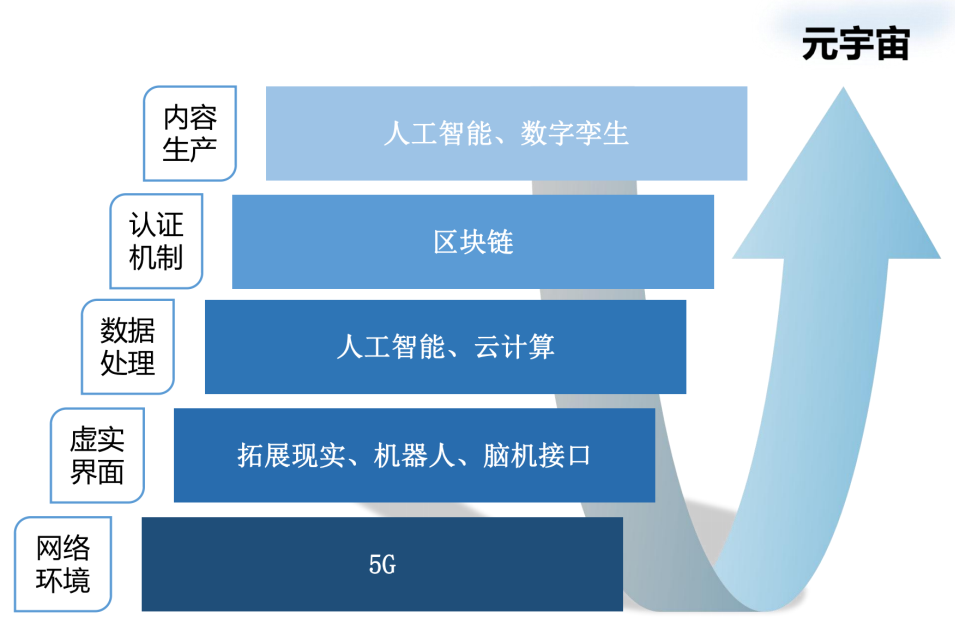 元宇宙
内容
生产
人工智能、数字孪生
认证
机制
区块链
数据
处理
人工智能、云计算
虚实
界面
拓展现实、机器人、脑机接口
网络
环境
5G